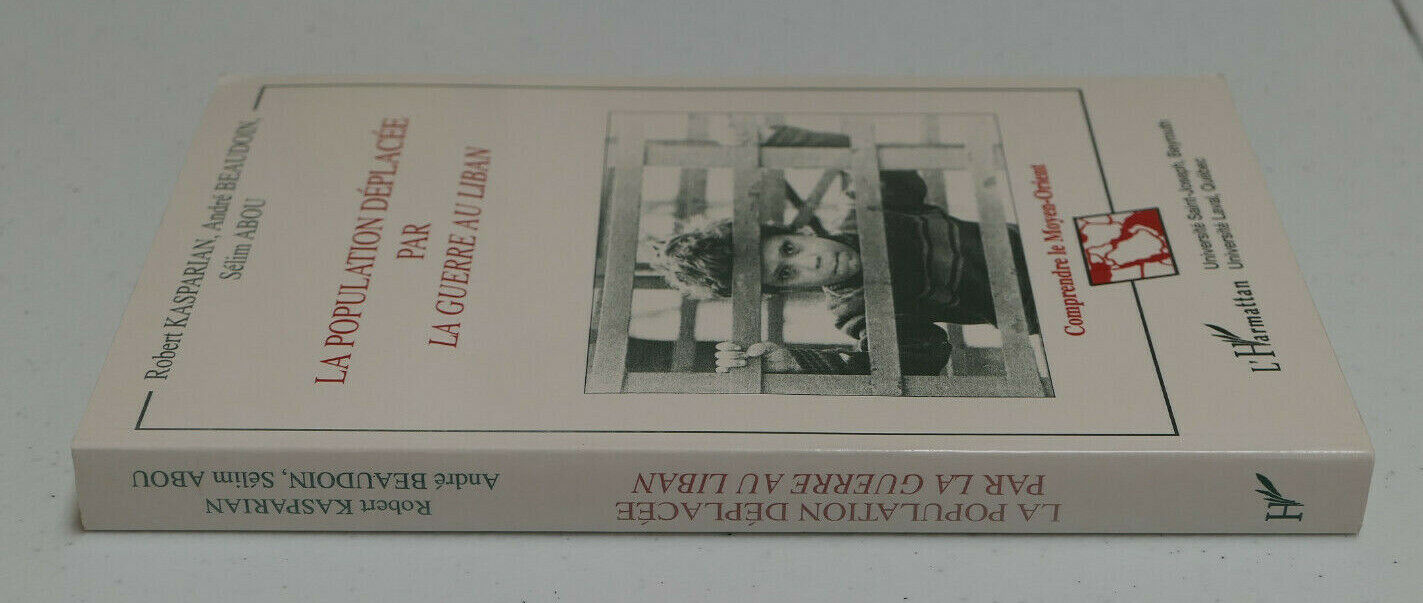 Robert KASPARIAN, André BEAUDOIN,
Sélim ABOU
LA POPULATION DÉPLACÉE
PAR
LA GUERRE AU LIBAN
Comprendre le Moyen-Orient
L'Harmattan
Université Saint-Joseph, Beyrouth
Université Laval, Québec
Robert KASPARIAN
André BEAUDOIN, Sélim ABOU
LA POPULATION DÉPLACÉE
PAR LA GUERRE AU LIBAN
H